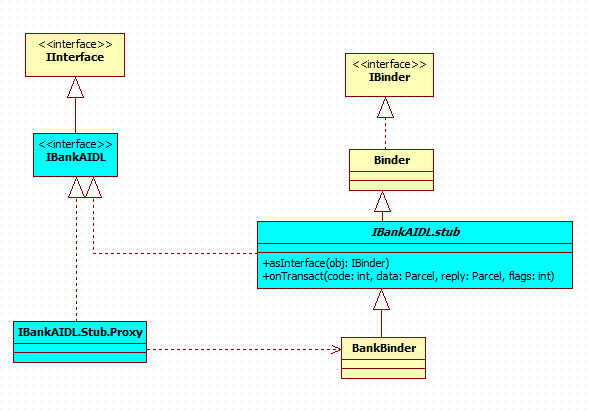 <<interface>>
IInterface
<<interface>>
IBinder
<<interface>>
IBankAIDL
Binder
IBankAIDL.stub
+asInterface(obj: IBinder)
+onTransact(code: int, data: Parcel, reply: Parcel, flags: int)
IBankAIDL.Stub.Proxy
BankBinder